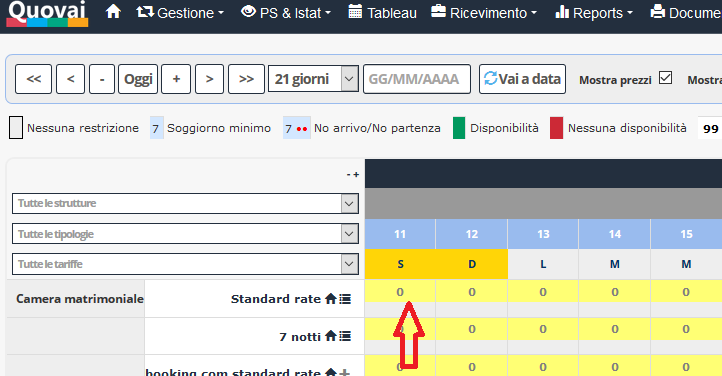 Quovai Gestione PS & Istat Tableau Ricevimento Reports Docume
<< < - Oggi + > >> 21 giorni GG/MM/AAAA Vai a data Mostra prezzi Mostra
Nessuna restrizione 7 Soggiorno minimo 7 No arrivo/No partenza Disponibilità Nessuna disponibilità 99
- +
Tutte le strutture
Tutte le tipologie
11 12 13 14 15
Tutte le tariffe
S D L M M
Camera matrimoniale Standard rate 0 0 0 0 0
7 notti 0 0 0 0 0
booking.com standard rate 0 0 0 0 0